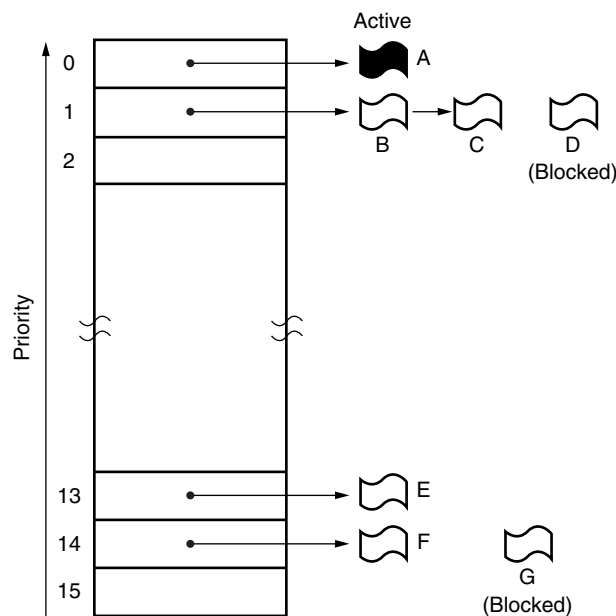 Active
0
A
1
B
C
D
(Blocked)
2
Priority
13
E
14
F
G
(Blocked)
15